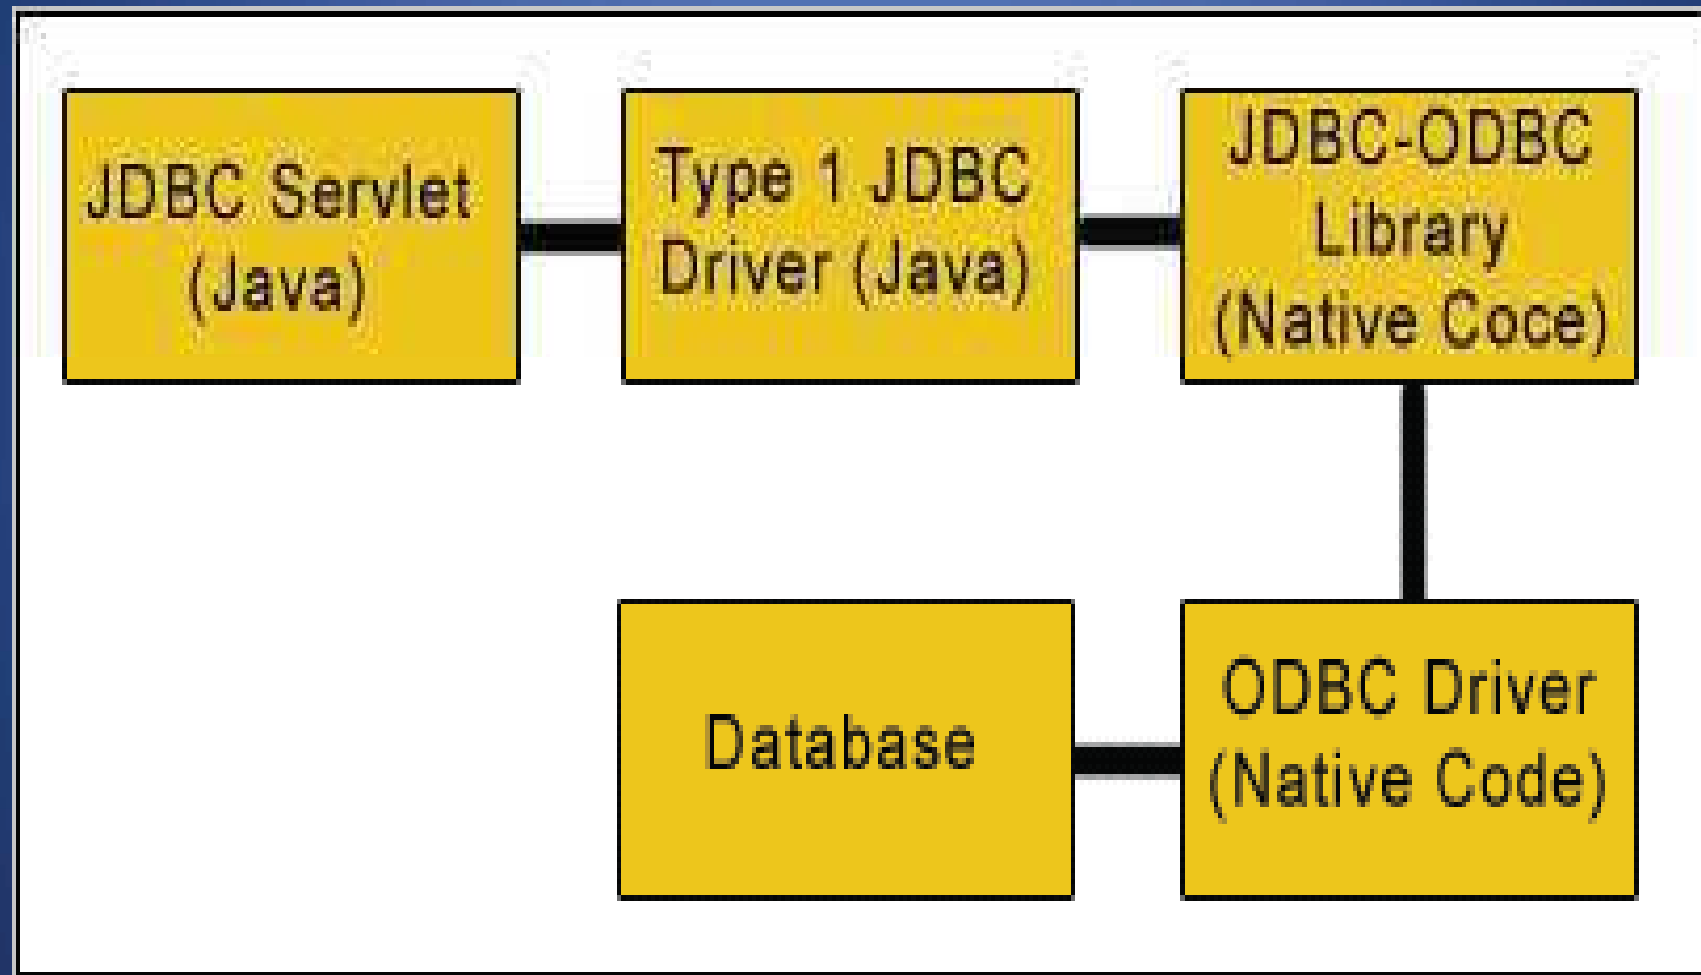 JDBC Servlet
(Java)
Type 1 JDBC
Driver (Java)
JDBC-ODBC
Library
(Native Coce)
Database
ODBC Driver
(Native Code)